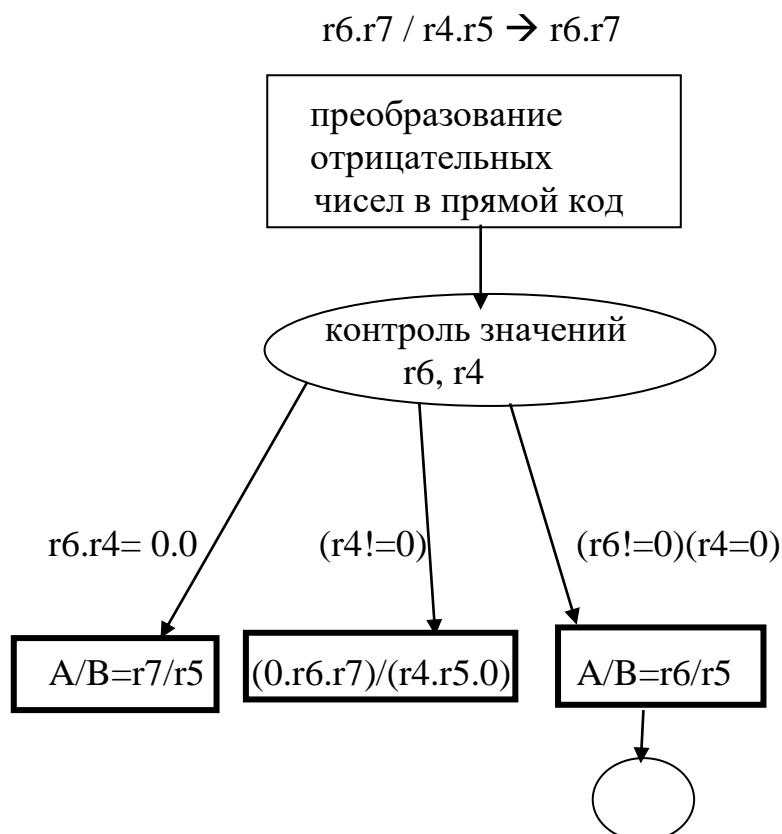 r6.r7 / r4.r5 → r6.r7
преобразование
отрицательных
чисел в прямой код
контроль значений
r6, r4
r6.r4= 0.0
(r4!=0)
(r6!=0)(r4=0)
A/B=r7/r5
(0.r6.r7)/(r4.r5.0)
A/B=r6/r5